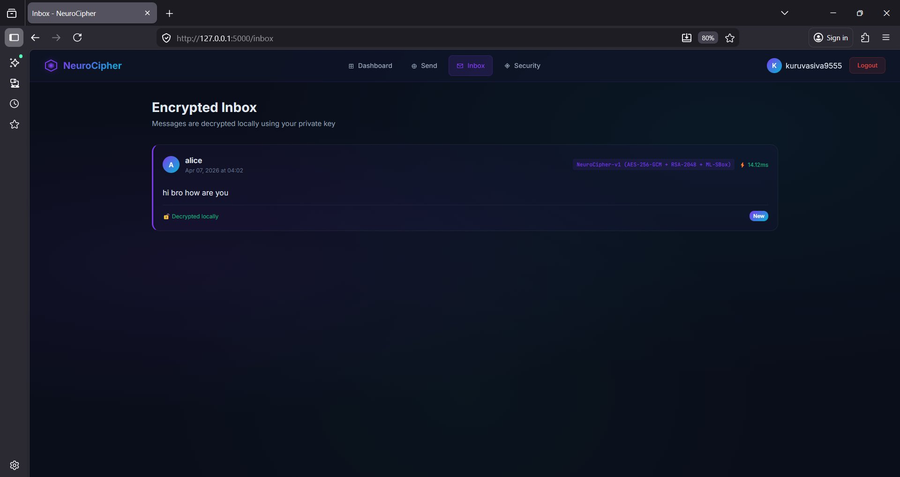 Inbox - NeuroCipher
http://127.0.0.1:5000/inbox
80%
Sign in
NeuroCipher
Dashboard
Send
Inbox
Security
K
kuruvasiva9555
Logout
Encrypted Inbox
Messages are decrypted locally using your private key
A
alice
Apr 07, 2026 at 04:02
NeuroCipher-v1 (AES-256-GCM + RSA-2048 + ML-SBox)
14.12ms
hi bro how are you
Decrypted locally
New